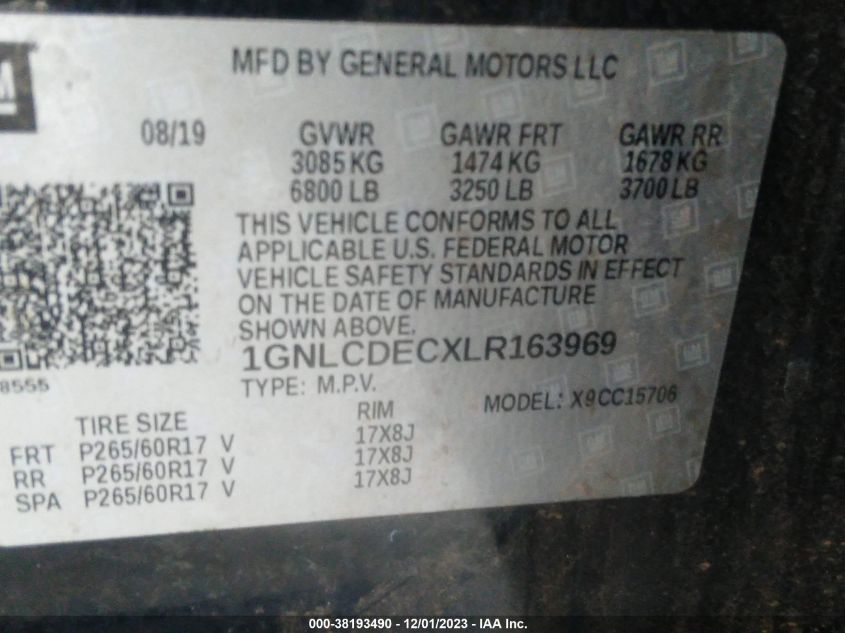 M
MFD BY GENERAL MOTORS LLC
08/19 GVWR GAWR FRT GAWR RR
3085 KG 1474 KG 1678 KG
6800 LB 3250 LB 3700 LB
THIS VEHICLE CONFORMS TO ALL
APPLICABLE U.S. FEDERAL MOTOR
VEHICLE SAFETY STANDARDS IN EFFECT
ON THE DATE OF MANUFACTURE
SHOWN ABOVE.
1GNLCDECXLR163969
8555
TYPE: M.P.V. MODEL: X9CC15706
TIRE SIZE RIM
FRT P265/60R17 V 17X8J
RR P265/60R17 V 17X8J
SPA P265/60R17 V 17X8J
000-38193490 - 12/01/2023 - IAA Inc.